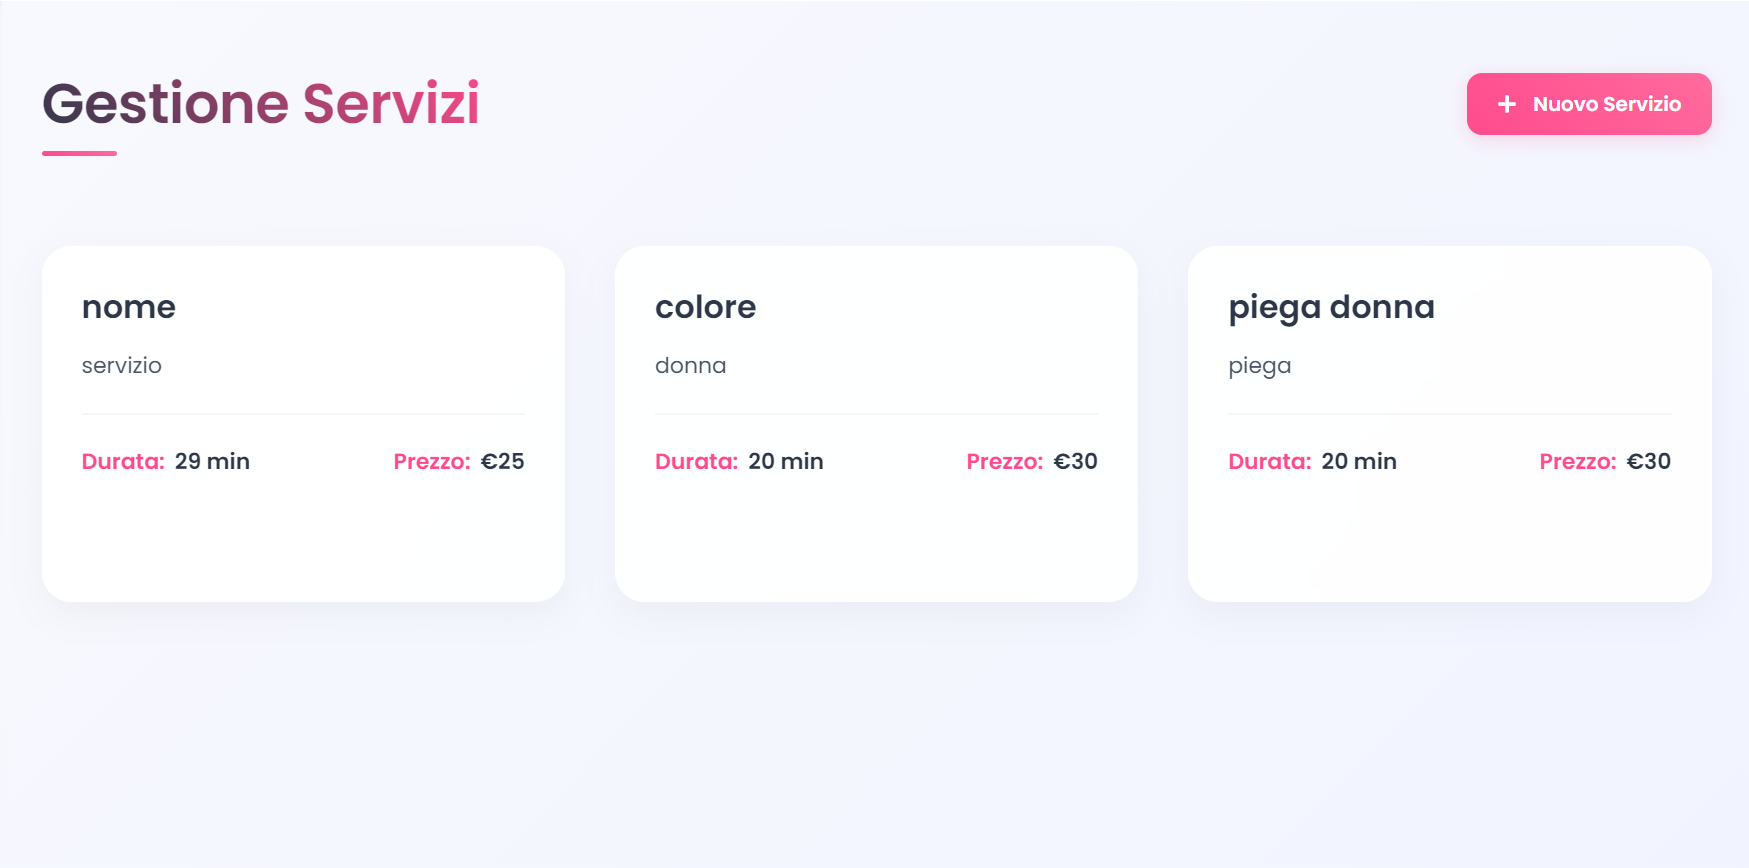 Gestione Servizi
+ Nuovo Servizio
nome
servizio
Durata: 29 min Prezzo: €25
colore
donna
Durata: 20 min Prezzo: €30
piega donna
piega
Durata: 20 min Prezzo: €30